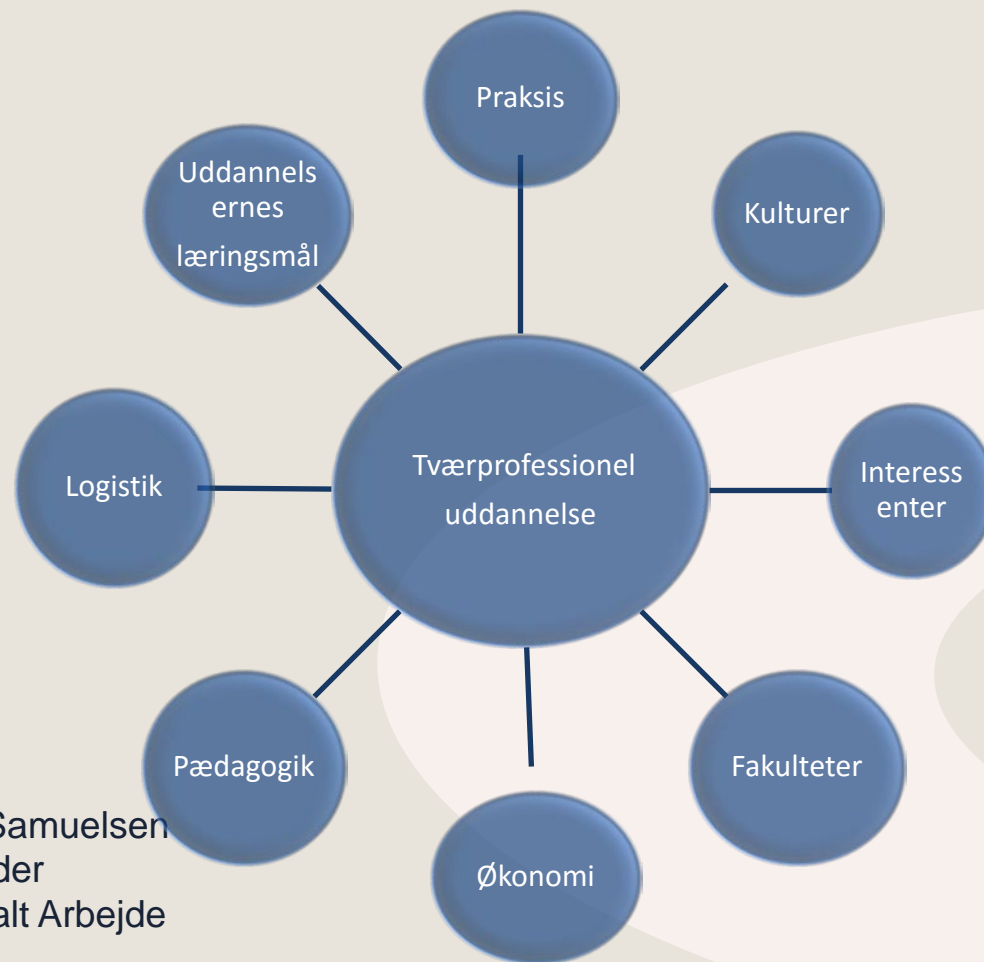 Praksis
Uddannels
ernes
læringsmål
Kulturer
Logistik
Tværprofessionel
uddannelse
Interess
enter
Pædagogik
Fakulteter
Økonomi
Samuelsen
der
alt Arbejde